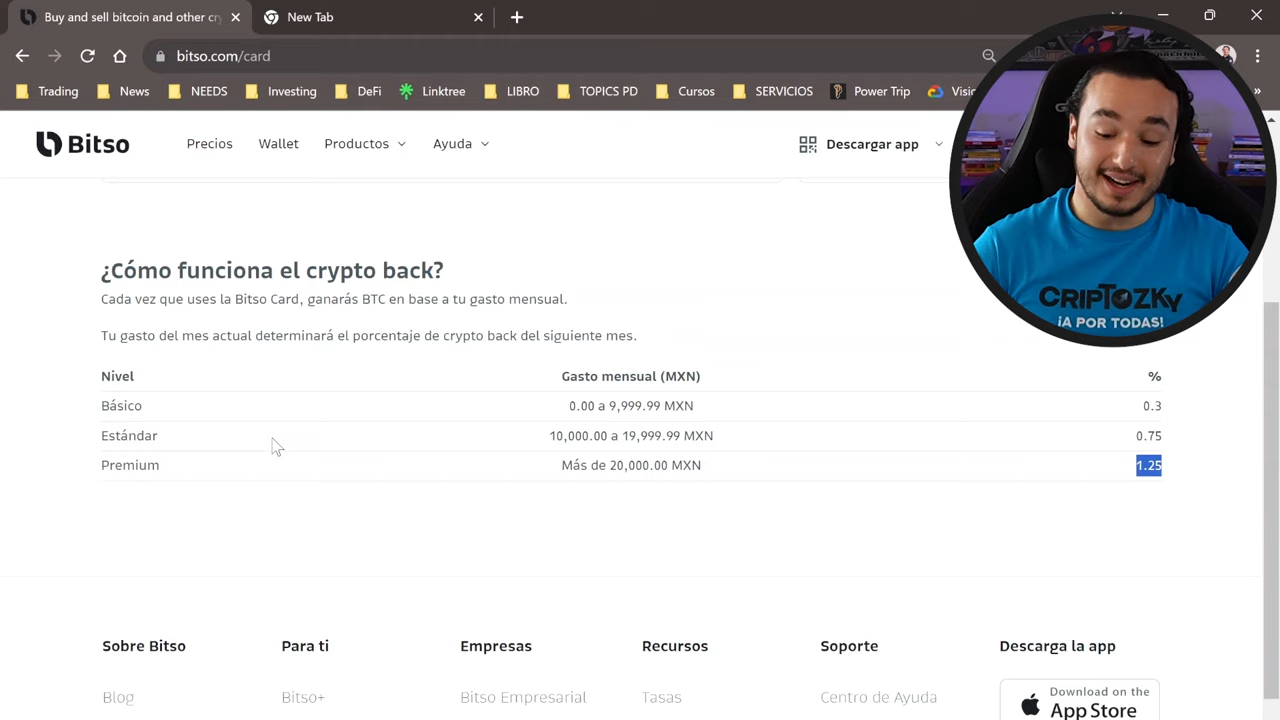 Buy and sell bitcoin and other cr
New Tab
bitso.com/card
Trading
News
NEEDS
Investing
DeFi
Linktree
LIBRO
TOPICS PD
Cursos
SERVICIOS
Power Trip
»
Bitso
Precios
Wallet
Productos
Ayuda
Descargar app
CRIPTOZKY
¡A POR TODAS!
¿Cómo funciona el crypto back?
Cada vez que uses la Bitso Card, ganarás BTC en base a tu gasto mensual.
Tu gasto del mes actual determinará el porcentaje de crypto back del siguiente mes.
Nivel Gasto mensual (MXN) %
Básico 0.00 a 9,999.99 MXN 0.3
Estándar 10,000.00 a 19,999.99 MXN 0.75
Premium Más de 20,000.00 MXN 1.25
Sobre Bitso
Para ti
Empresas
Recursos
Soporte
Descarga la app
Blog
Bitso+
Bitso Empresarial
Tasas
Centro de Ayuda
Download on the
App Store